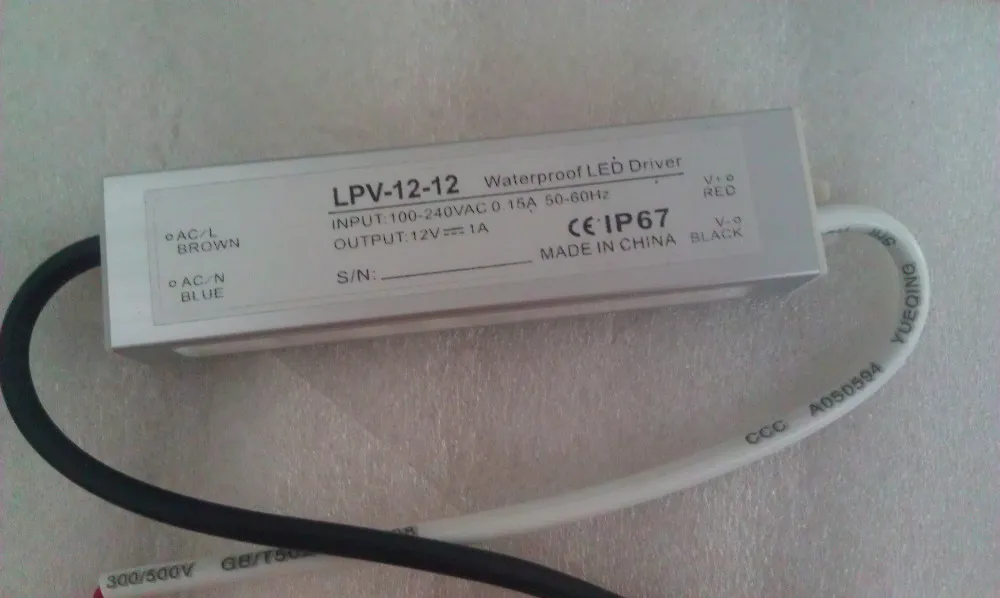 LPV-12-12 Waterproof LED Driver
INPUT:100-240VAC 0.15A 50-60Hz
OUTPUT:12V⎓1A
CE IP67
MADE IN CHINA
S/N:
AC/L
BROWN
AC/N
BLUE
V+
RED
V-
BLACK
YUEQING
A050594
CCC
300/500V